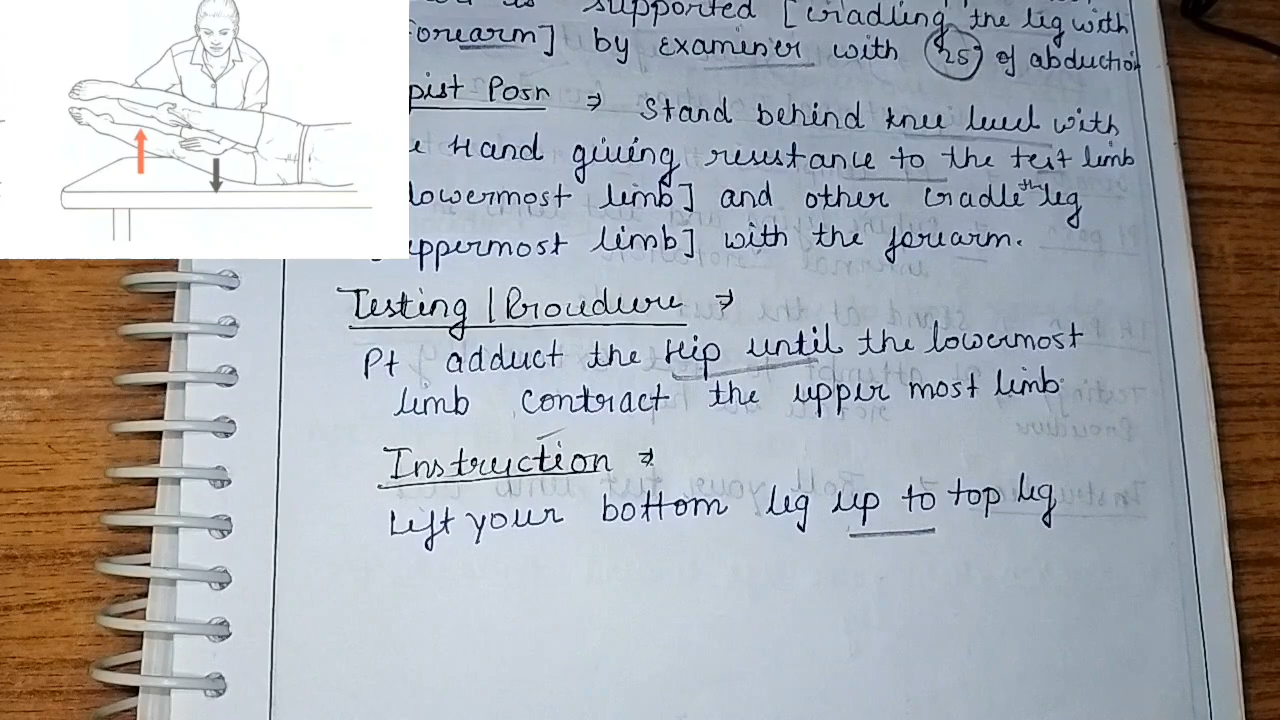 supported [cradling the leg with
forearm] by examiner with 25° of abduction
pist Posn ⇒ Stand behind knee level with
Hand giving resistance to the test limb
lowermost limb] and other cradle the leg
uppermost limb] with the forearm.
Testing / Proudure ⇒
Pt adduct the Hip until the lowermost
limb contract the upper most limb
Instruction ⇒
Left your bottom leg up to top leg